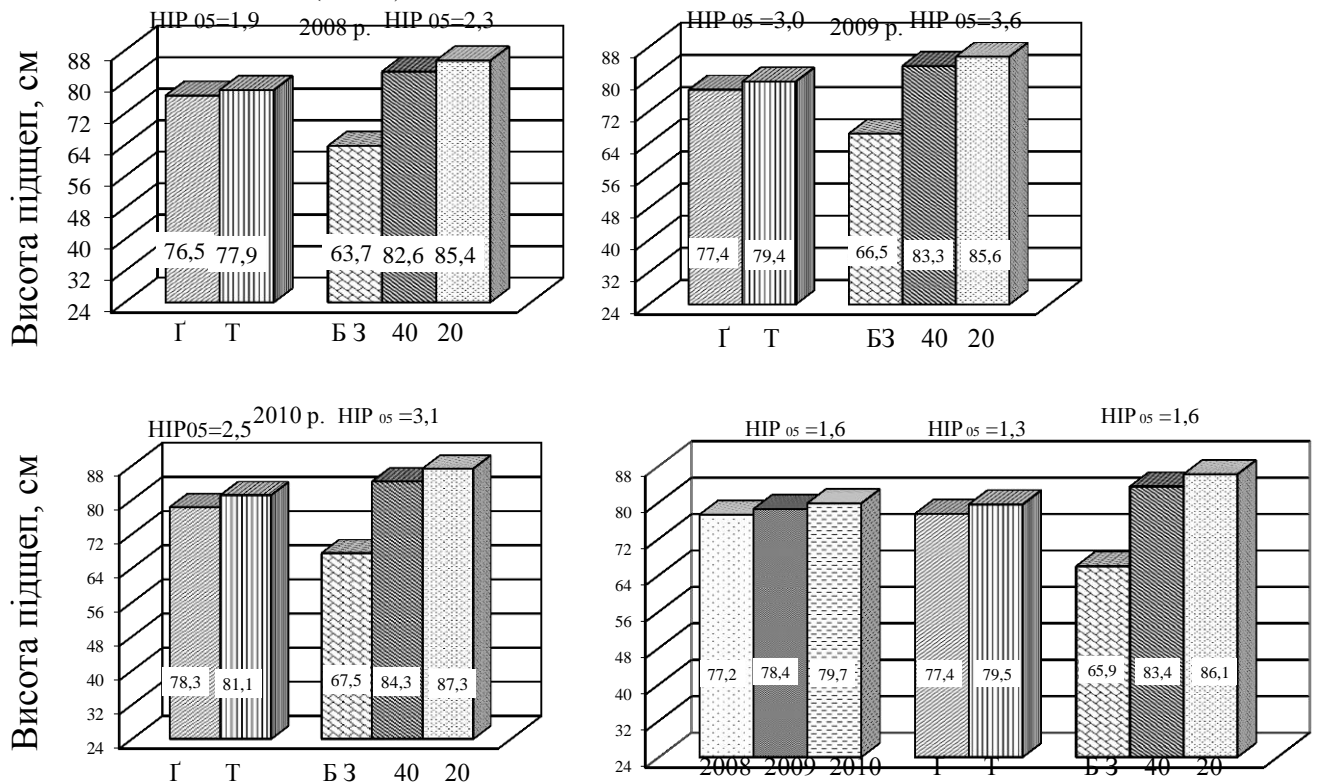 НІР 05=1,9 2008 р. НІР 05=2,3
Висота підщеп, см
88
80
72
64
56
48
40
32
24
76,5 77,9 63,7 82,6 85,4
Ґ Т Б З 40 20
НІР 05 =3,0 2009 р. НІР 05=3,6
88
80
72
64
56
48
40
32
24
77,4 79,4 66,5 83,3 85,6
Ґ Т БЗ 40 20
НІР05=2,5 2010 р. НІР 05 =3,1
Висота підщеп, см
88
80
72
64
56
48
40
32
24
78,3 81,1 67,5 84,3 87,3
Ґ Т Б З 40 20
НІР 05 =1,6 НІР 05 =1,3 НІР 05 =1,6
88
80
72
64
56
48
40
32
24
77,2 78,4 79,7 77,4 79,5 65,9 83,4 86,1
2008 2009 2010 Ґ Т Б З 40 20